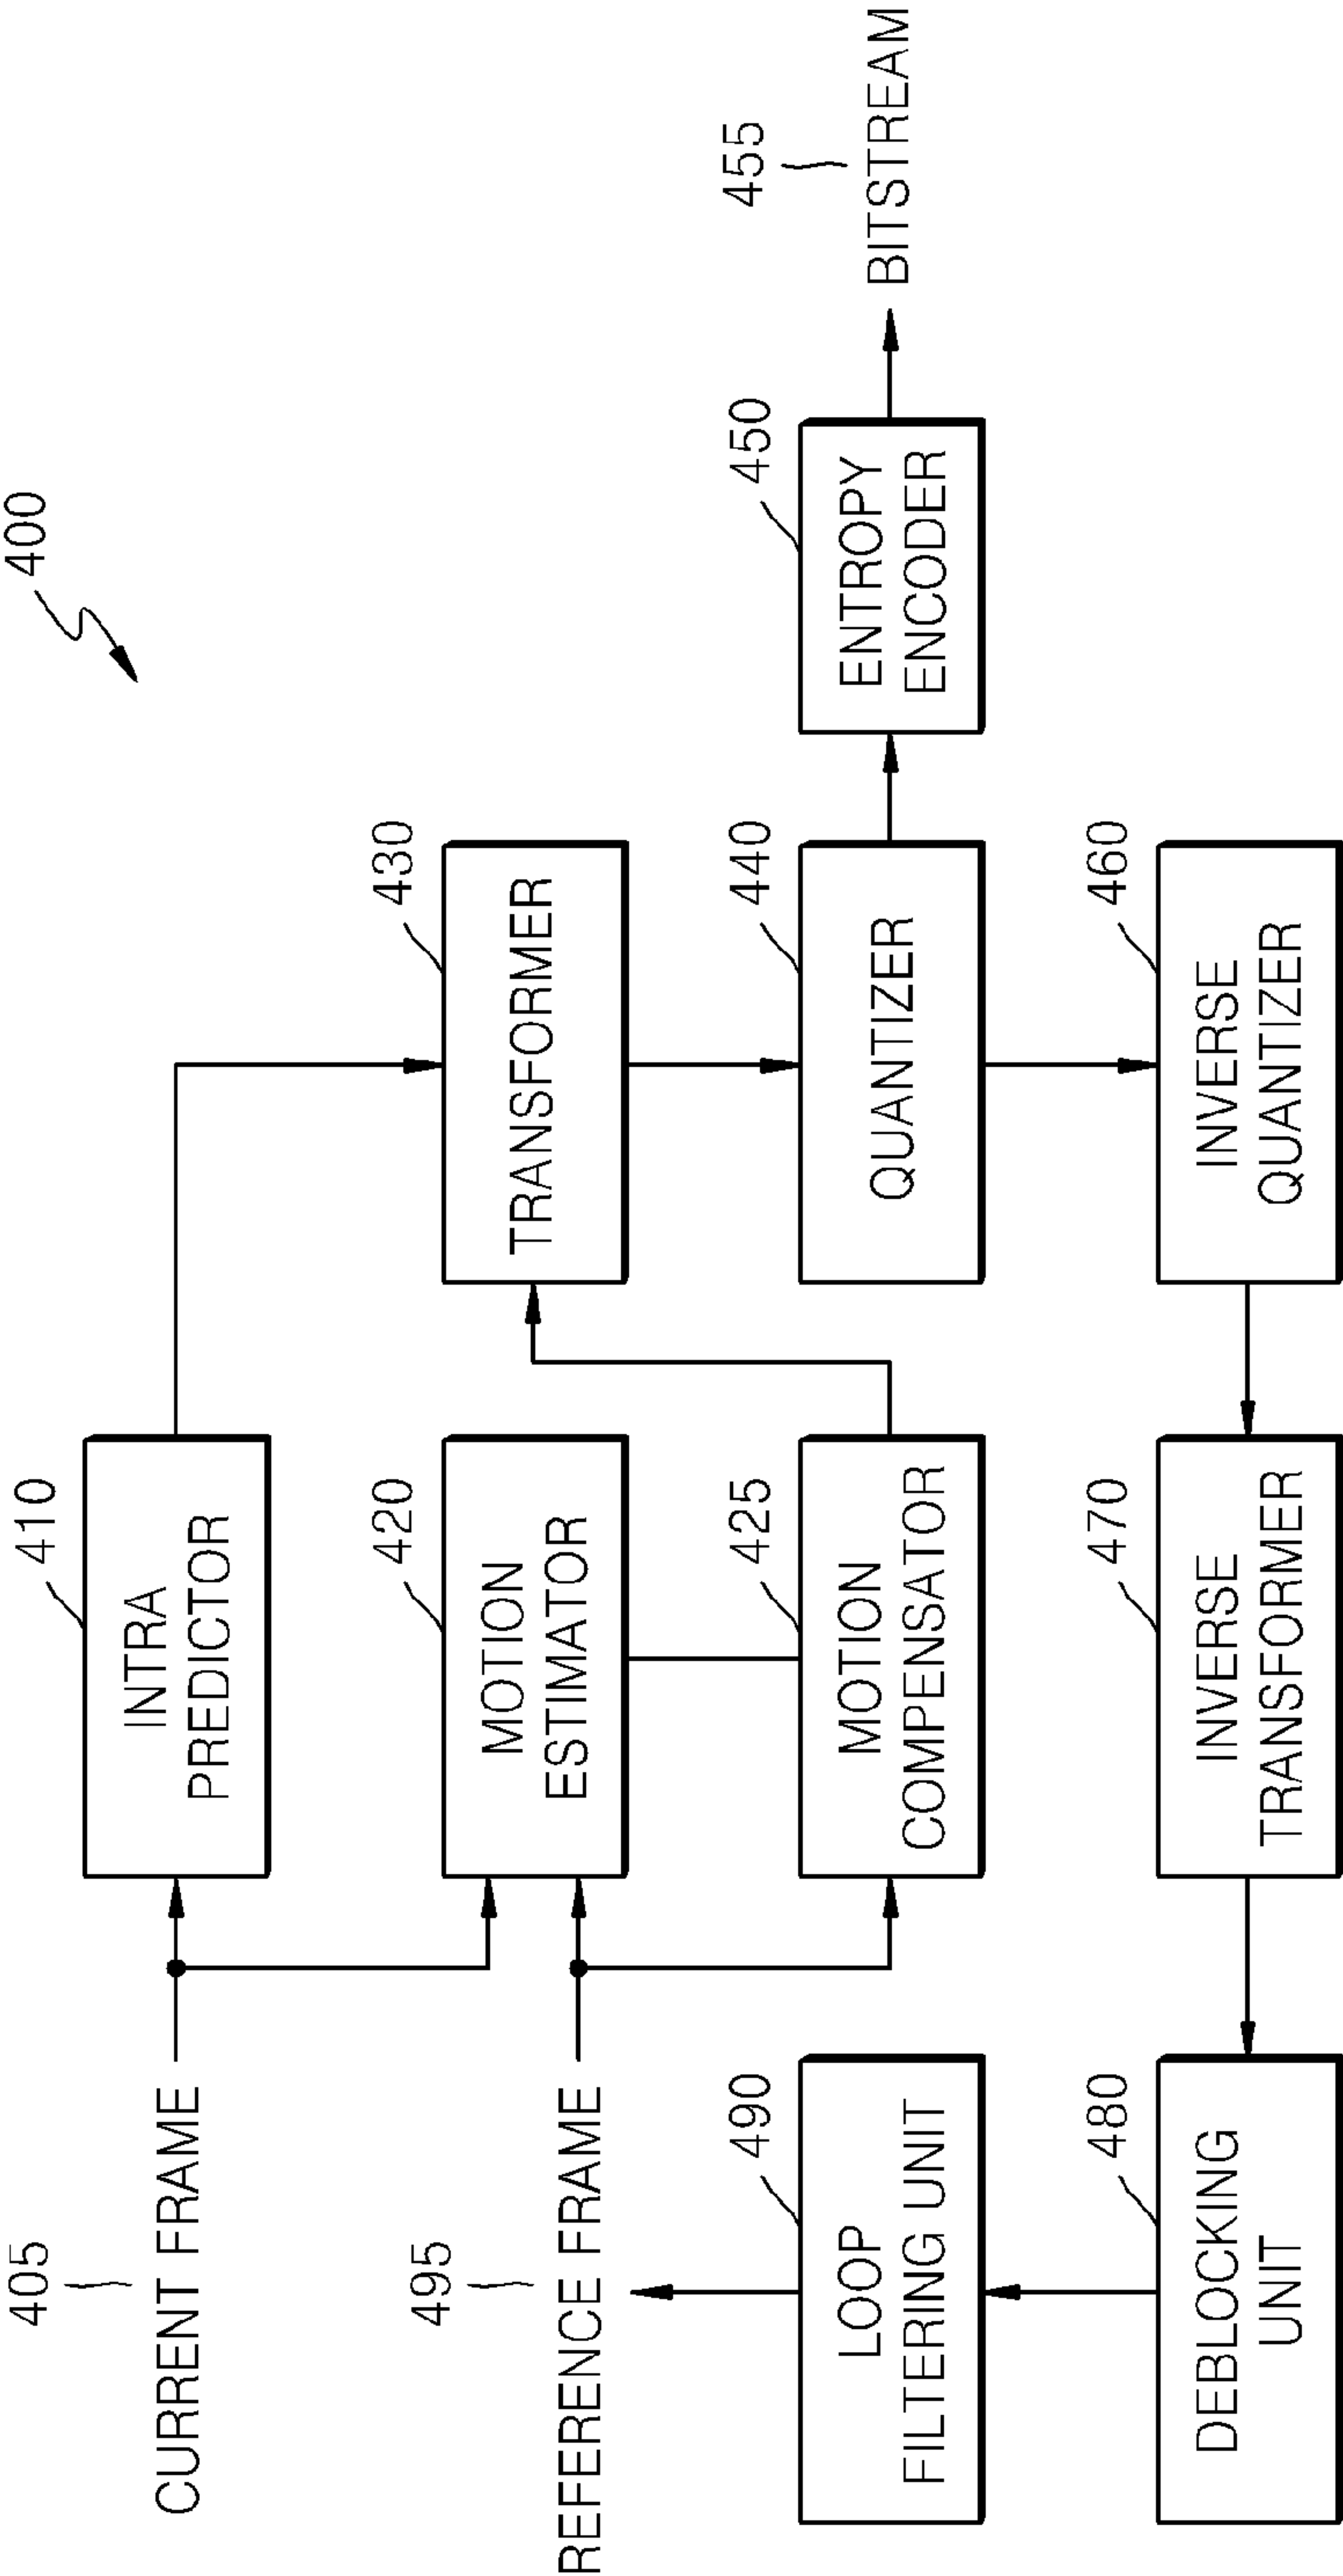 400
405
CURRENT FRAME
410
INTRA
PREDICTOR
495
REFERENCE FRAME
420
MOTION
ESTIMATOR
430
TRANSFORMER
490
LOOP
FILTERING UNIT
425
MOTION
COMPENSATOR
440
QUANTIZER
450
ENTROPY
ENCODER
455
BITSTREAM
480
DEBLOCKING
UNIT
470
INVERSE
TRANSFORMER
460
INVERSE
QUANTIZER